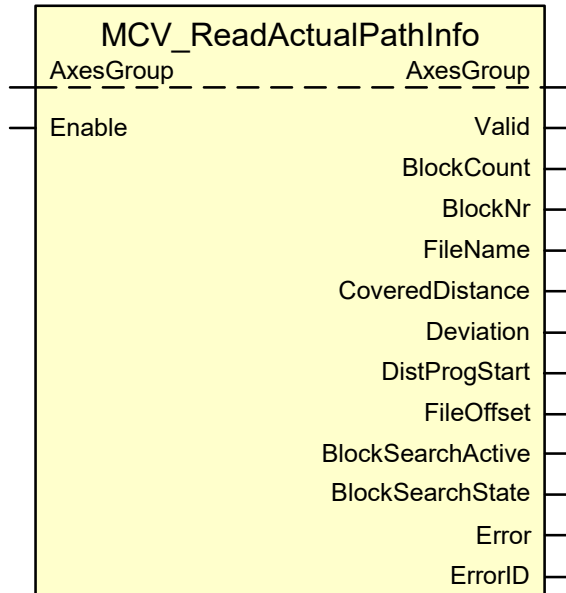 MCV_ReadActualPathInfo
AxesGroup AxesGroup
Enable Valid
BlockCount
BlockNr
FileName
CoveredDistance
Deviation
DistProgStart
FileOffset
BlockSearchActive
BlockSearchState
Error
ErrorID